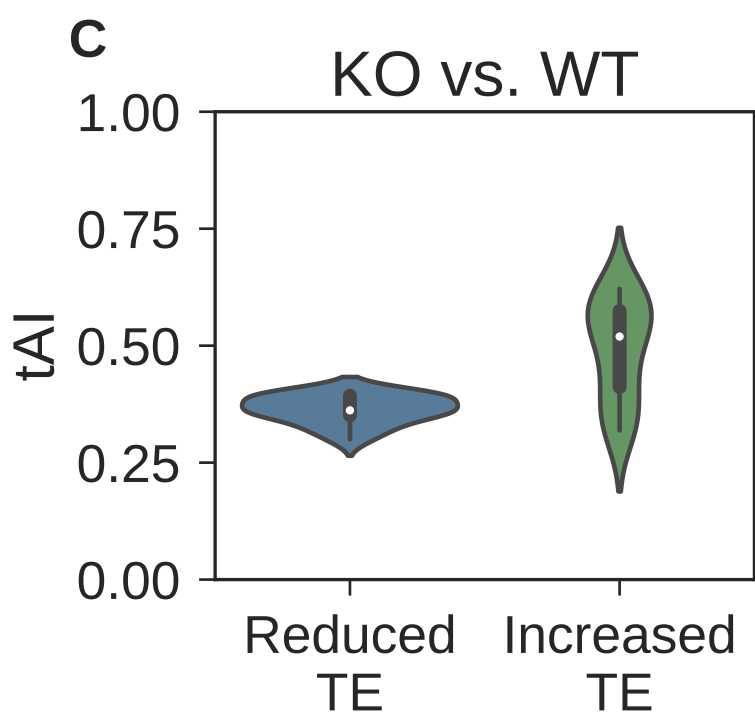 C
KO vs. WT
1.00
0.75
0.50
0.25
0.00
tAI
Reduced
TE
Increased
TE